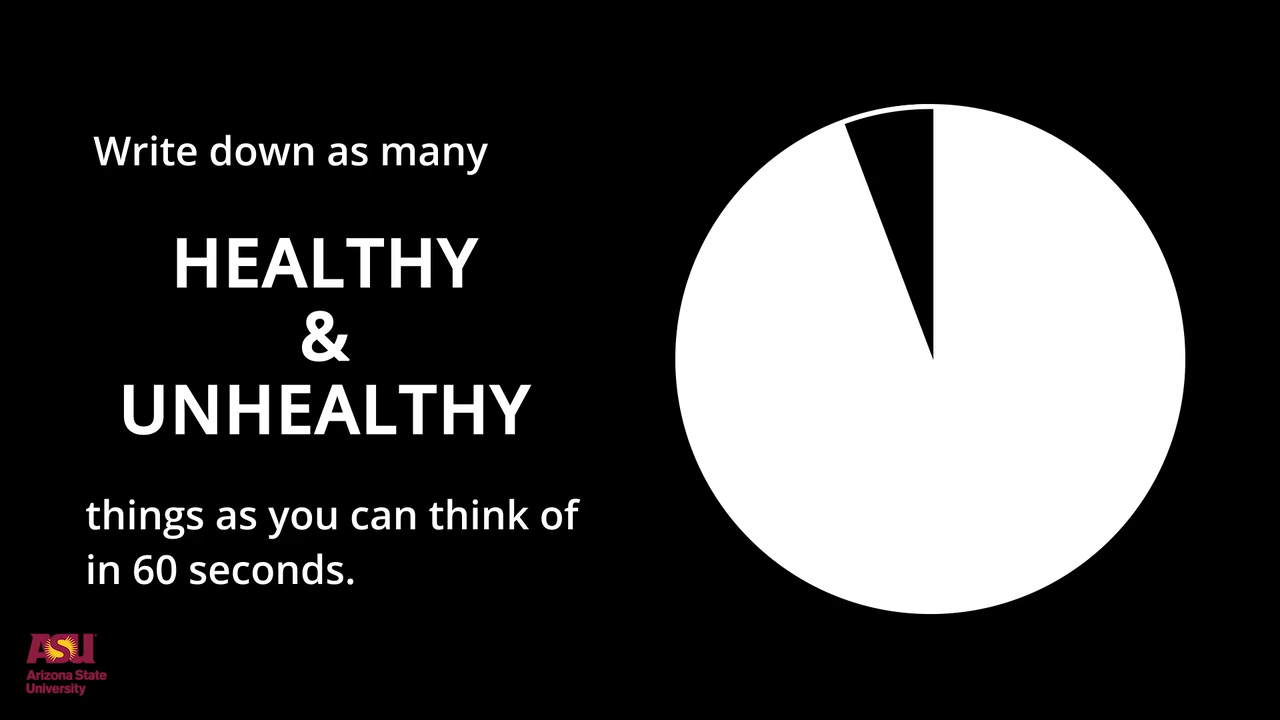 Write down as many
HEALTHY
&
UNHEALTHY
things as you can think of
in 60 seconds.
ASU
Arizona State
University